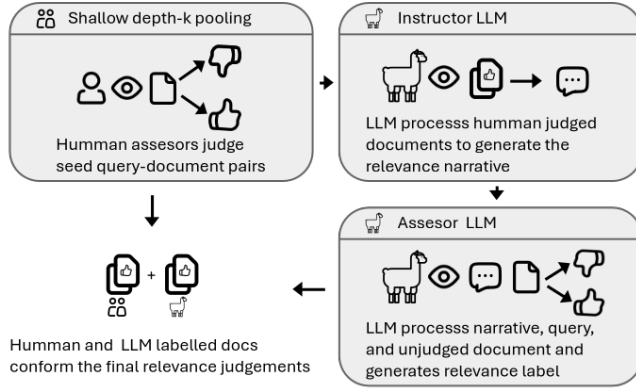 Shallow depth-k pooling
Humman assesors judge
seed query-document pairs
Instructor LLM
LLM processs humman judged
documents to generate the
relevance narrative
Assesor LLM
LLM processs narrative, query,
and unjudged document and
generates relevance label
+
Humman and LLM labelled docs
conform the final relevance judgements